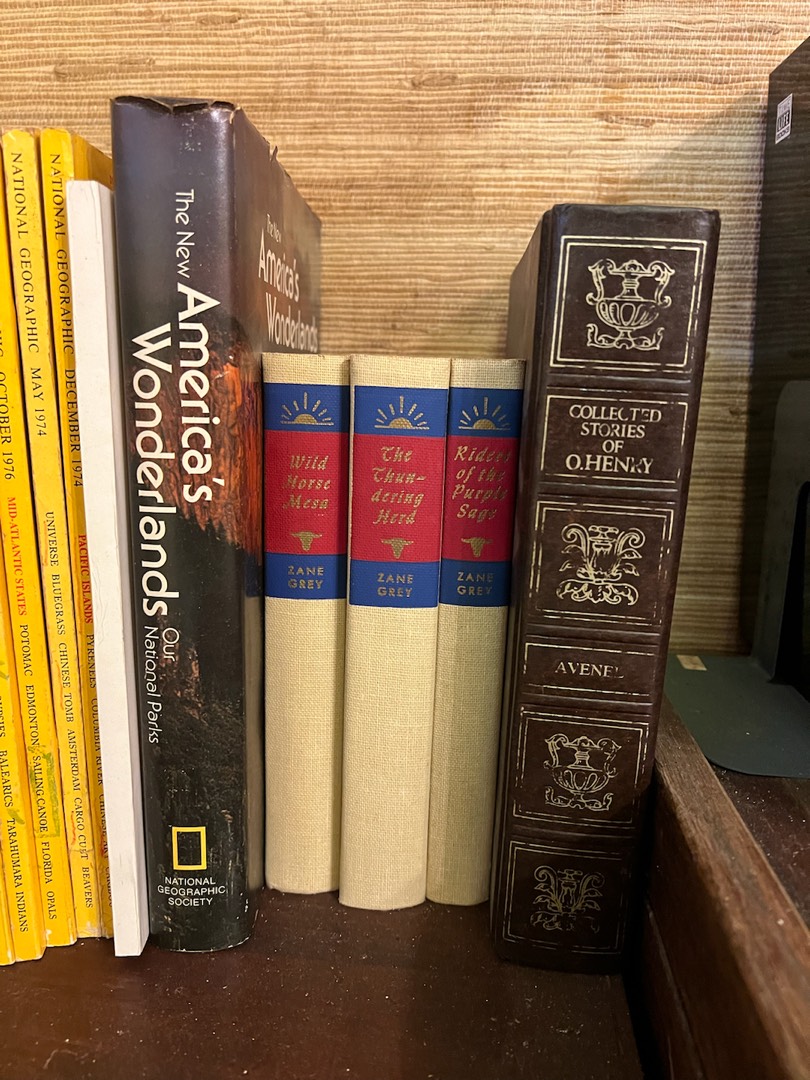 OCTOBER 1976
MID-ATLANTIC STATES
BALEARICS
TARAHUMARA INDIANS
NATIONAL GEOGRAPHIC
MAY 1974
POTOMAC
EDMONTON
SAILING CANOE
FLORIDA
OPALS
NATIONAL GEOGRAPHIC
DECEMBER 1974
UNIVERSE
BLUEGRASS
CHINESE TOMB
AMSTERDAM
CARGO CULT
BEAVERS
PACIFIC ISLANDS
PYRENEES
COLUMBIA RIVER
The New
America's
Wonderlands
Our
National Parks
NATIONAL
GEOGRAPHIC
SOCIETY
The New
America's
Wonderlands
Wild
Horse
Mesa
ZANE
GREY
The
Thun-
dering
Herd
ZANE
GREY
Riders
of the
Purple
Sage
ZANE
GREY
COLLECTED
STORIES
OF
O. HENRY
AVENEL